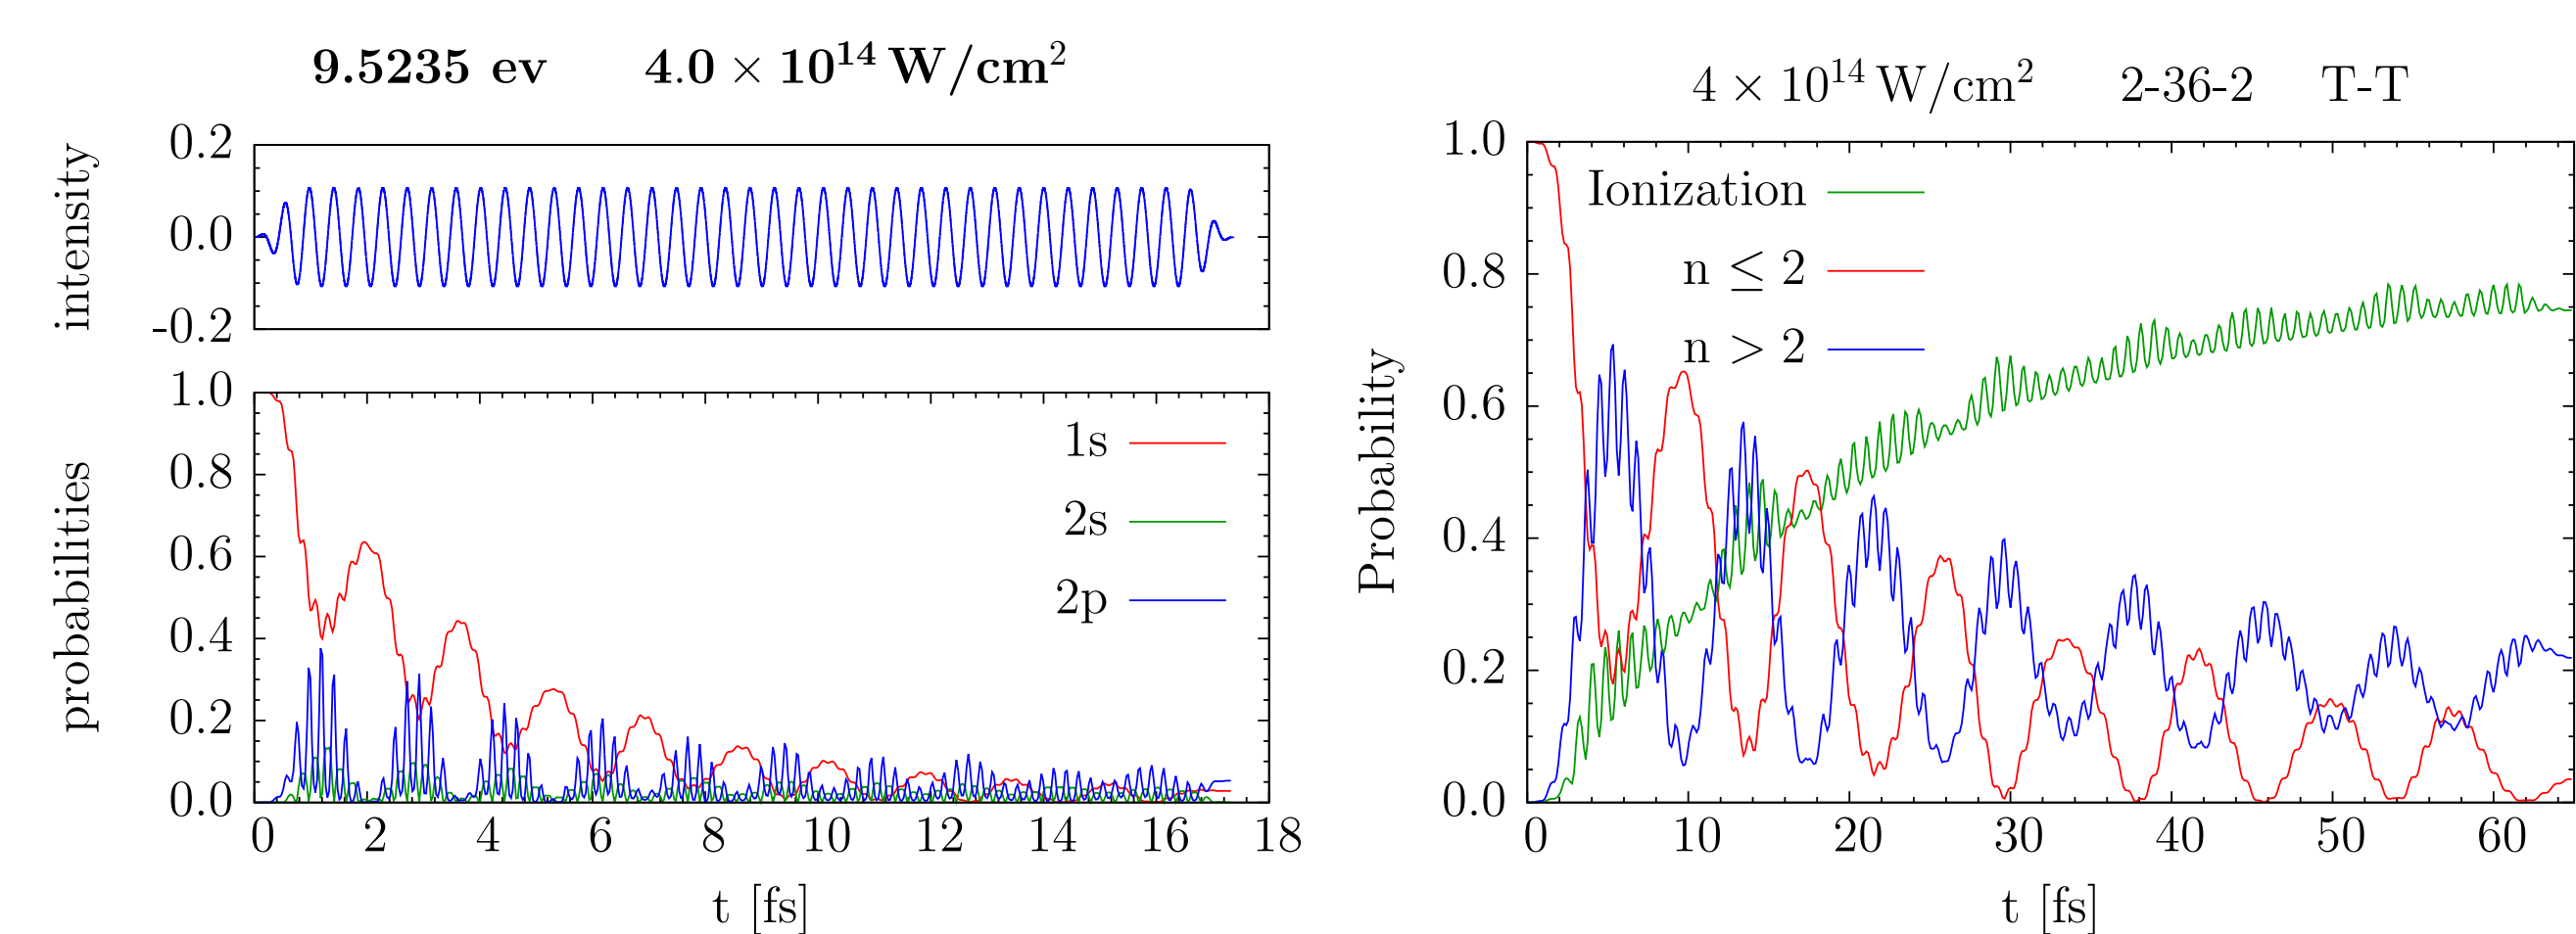 9.5235 ev 4.0 × 10¹⁴ W/cm²
intensity
0.2
0.0
-0.2
probabilities
1.0
0.8
0.6
0.4
0.2
0.0
1s
2s
2p
0 2 4 6 8 10 12 14 16 18
t [fs]
4 × 10¹⁴ W/cm² 2-36-2 T-T
Probability
1.0
0.8
0.6
0.4
0.2
0.0
Ionization
n ≤ 2
n > 2
0 10 20 30 40 50 60
t [fs]